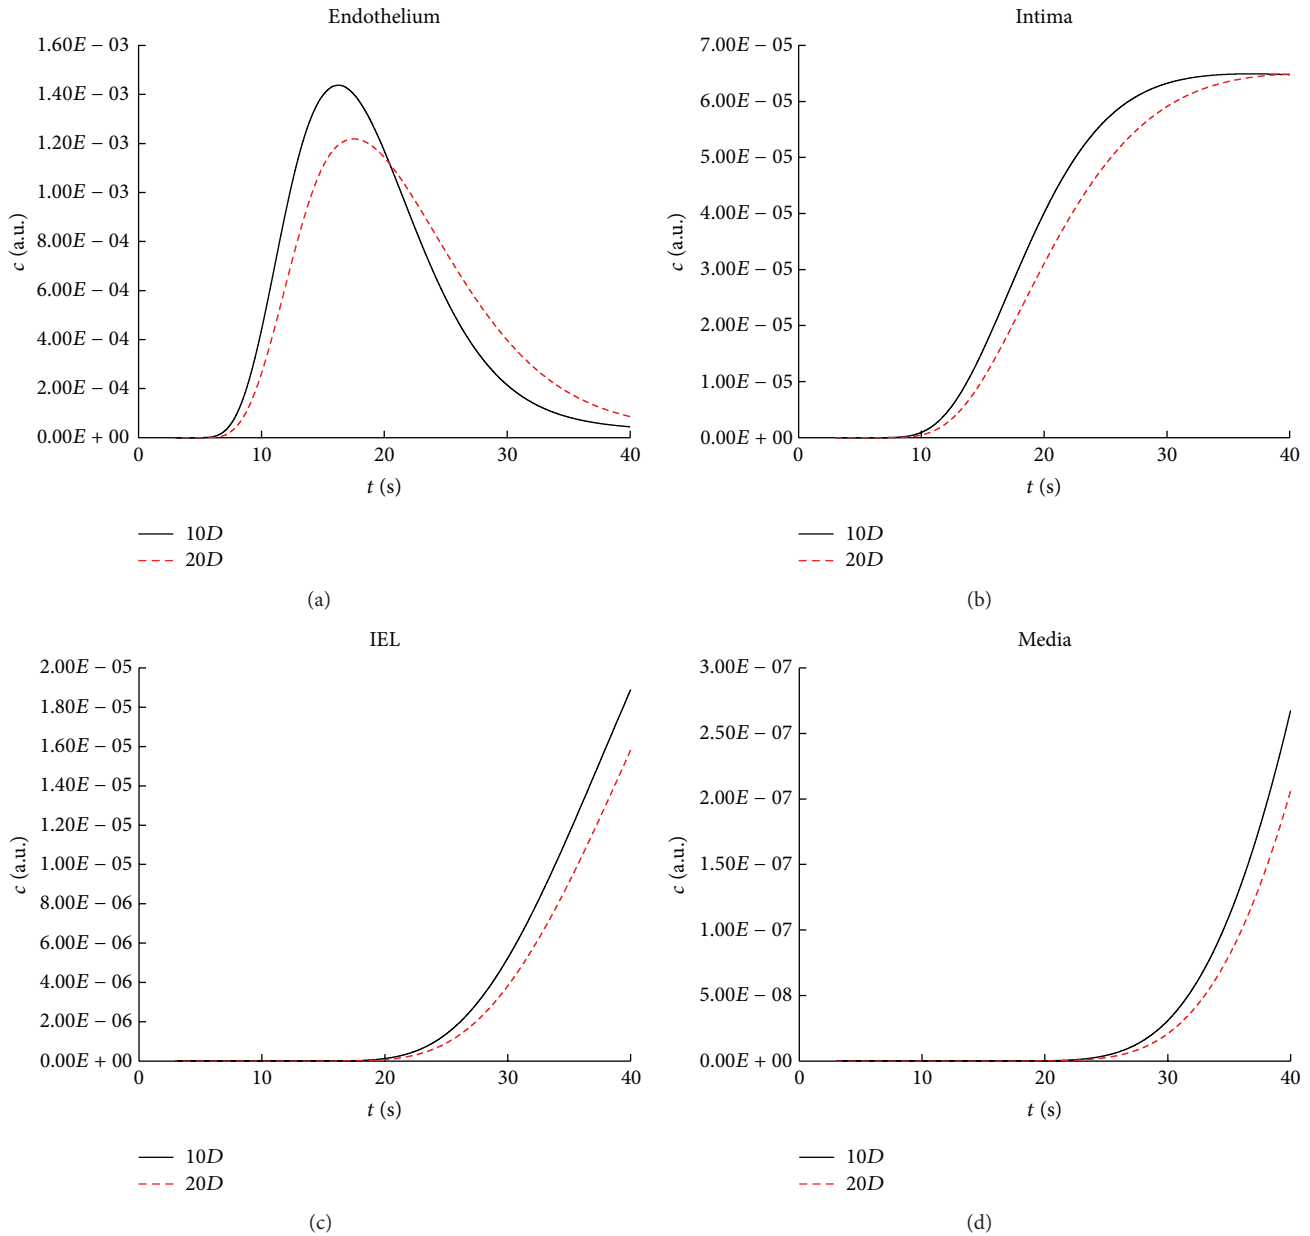 Endothelium
1.60E − 03
1.40E − 03
1.20E − 03
1.00E − 03
8.00E − 04
6.00E − 04
4.00E − 04
2.00E − 04
0.00E + 00
c (a.u.)
0 10 20 30 40
t (s)
10D
20D
(a)
Intima
7.00E − 05
6.00E − 05
5.00E − 05
4.00E − 05
3.00E − 05
2.00E − 05
1.00E − 05
0.00E + 00
c (a.u.)
0 10 20 30 40
t (s)
10D
20D
(b)
IEL
2.00E − 05
1.80E − 05
1.60E − 05
1.40E − 05
1.20E − 05
1.00E − 05
8.00E − 06
6.00E − 06
4.00E − 06
2.00E − 06
0.00E + 00
c (a.u.)
0 10 20 30 40
t (s)
10D
20D
(c)
Media
3.00E − 07
2.50E − 07
2.00E − 07
1.50E − 07
1.00E − 07
5.00E − 08
0.00E + 00
c (a.u.)
0 10 20 30 40
t (s)
10D
20D
(d)